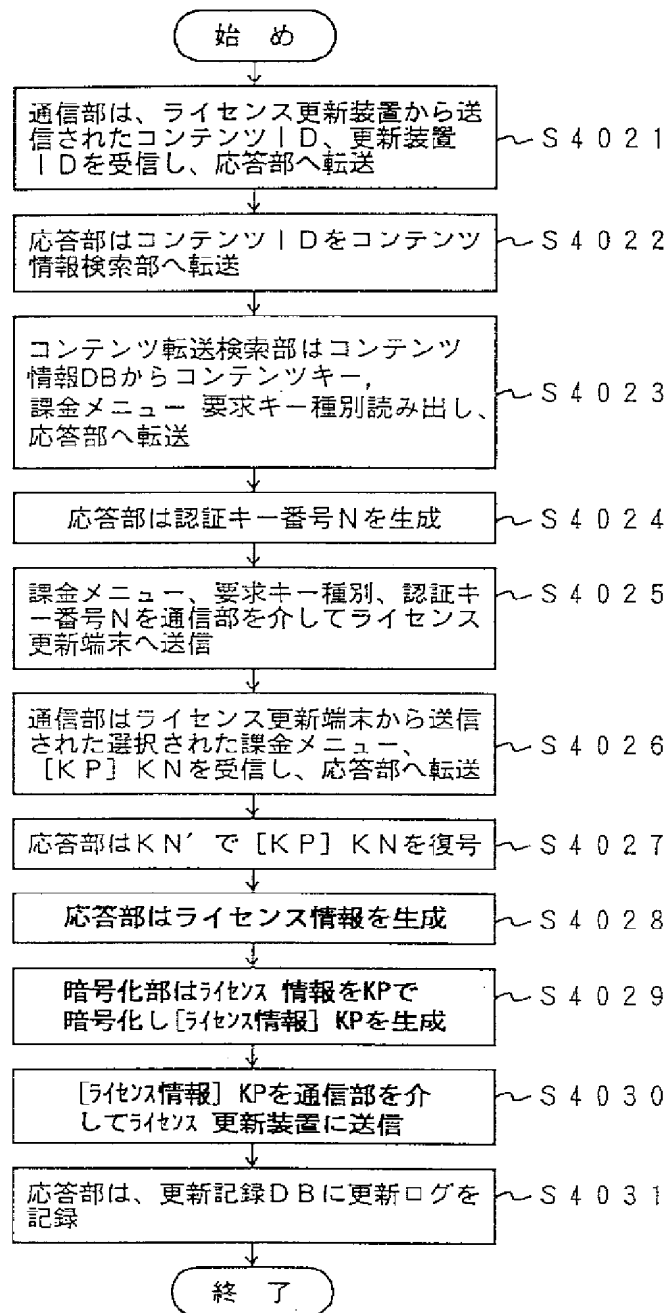 始 め
通信部は、ライセンス更新装置から送
信されたコンテンツID、更新装置
IDを受信し、応答部へ転送
S4021
応答部はコンテンツIDをコンテンツ
情報検索部へ転送
S4022
コンテンツ転送検索部はコンテンツ
情報DBからコンテンツキー,
課金メニュー 要求キー種別読み出し、
応答部へ転送
S4023
応答部は認証キー番号Nを生成
S4024
課金メニュー、要求キー種別、認証キ
ー番号Nを通信部を介してライセンス
更新端末へ送信
S4025
通信部はライセンス更新端末から送信
された選択された課金メニュー、
[KP] KNを受信し、応答部へ転送
S4026
応答部はKN′で[KP] KNを復号
S4027
応答部はライセンス情報を生成
S4028
暗号化部はライセンス 情報をKPで
暗号化し[ライセンス情報] KPを生成
S4029
[ライセンス情報] KPを通信部を介
してライセンス 更新装置に送信
S4030
応答部は、更新記録DBに更新ログを
記録
S4031
終 了